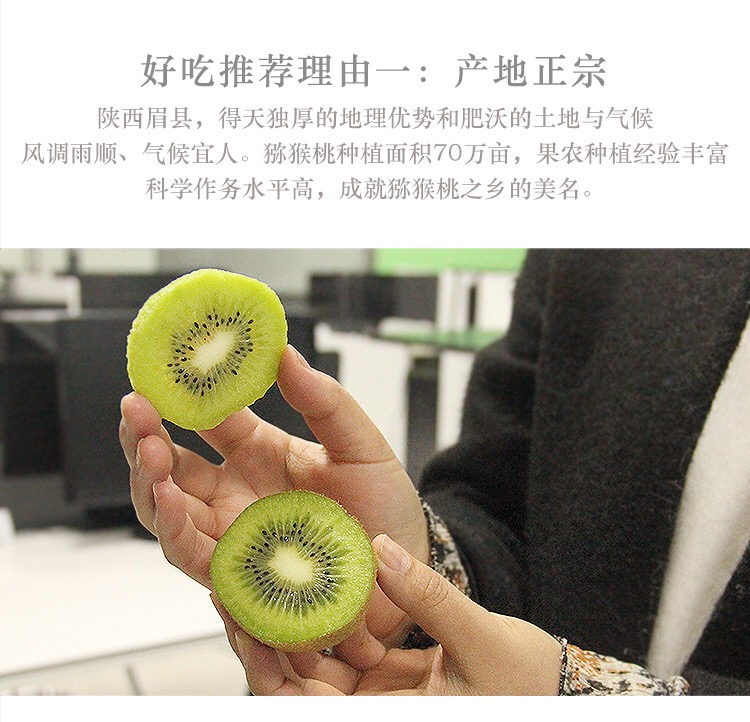 好吃推荐理由一：产地正宗
陕西眉县，得天独厚的地理优势和肥沃的土地与气候
风调雨顺、气候宜人。猕猴桃种植面积70万亩，果农种植经验丰富
科学作务水平高，成就猕猴桃之乡的美名。